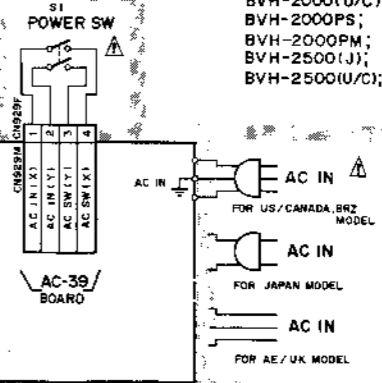 S1
POWER SW
BVH-2000(U/C)
BVH-2000PS;
BVH-2000PM;
BVH-2500(J);
BVH-2500(U/C);
CN929F
CN929M
1 2 3 4
AC IN(X)
AC IN(Y)
AC SW(Y)
AC SW(X)
AC-39
BOARD
AC IN
AC IN
FOR US/CANADA, BRZ
MODEL
AC IN
FOR JAPAN MODEL
AC IN
FOR AE/UK MODEL